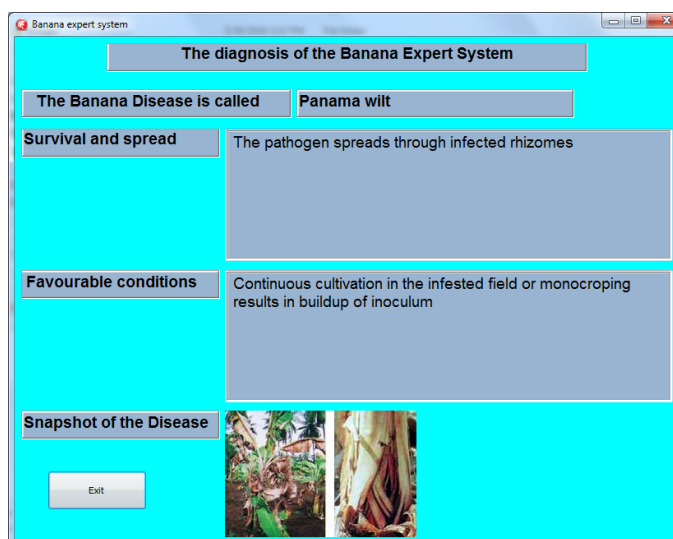 Banana expert system
The diagnosis of the Banana Expert System
The Banana Disease is called
Panama wilt
Survival and spread
The pathogen spreads through infected rhizomes
Favourable conditions
Continuous cultivation in the infested field or monocroping
results in buildup of inoculum
Snapshot of the Disease
Exit